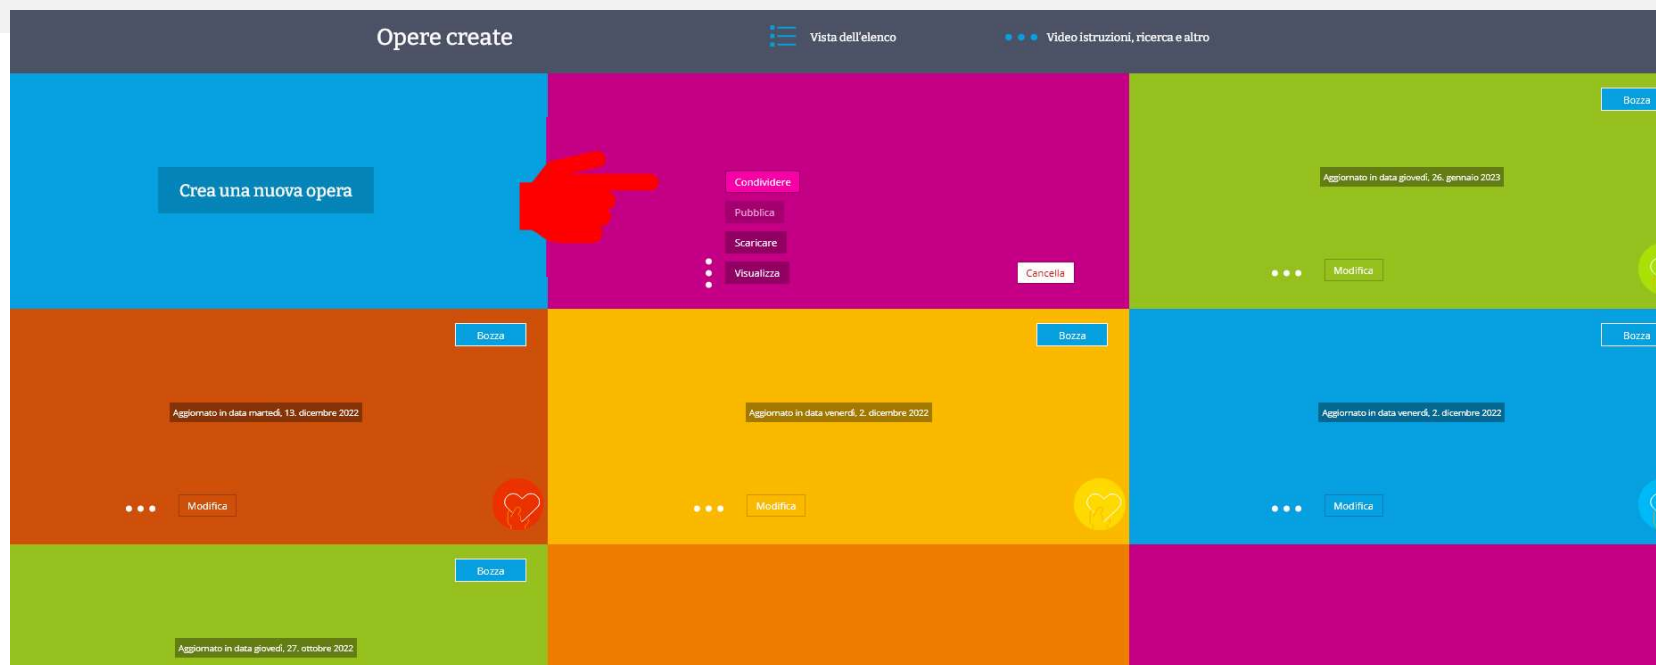 Opere create
Vista dell'elenco
Video istruzioni, ricerca e altro
Crea una nuova opera
Condividere
Pubblica
Scaricare
Visualizza
Cancella
Bozza
Aggiornato in data giovedì, 26. gennaio 2023
Modifica
Bozza
Aggiornato in data martedì, 13. dicembre 2022
Modifica
Bozza
Aggiornato in data venerdì, 2. dicembre 2022
Modifica
Bozza
Aggiornato in data venerdì, 2. dicembre 2022
Modifica
Bozza
Aggiornato in data giovedì, 27. ottobre 2022